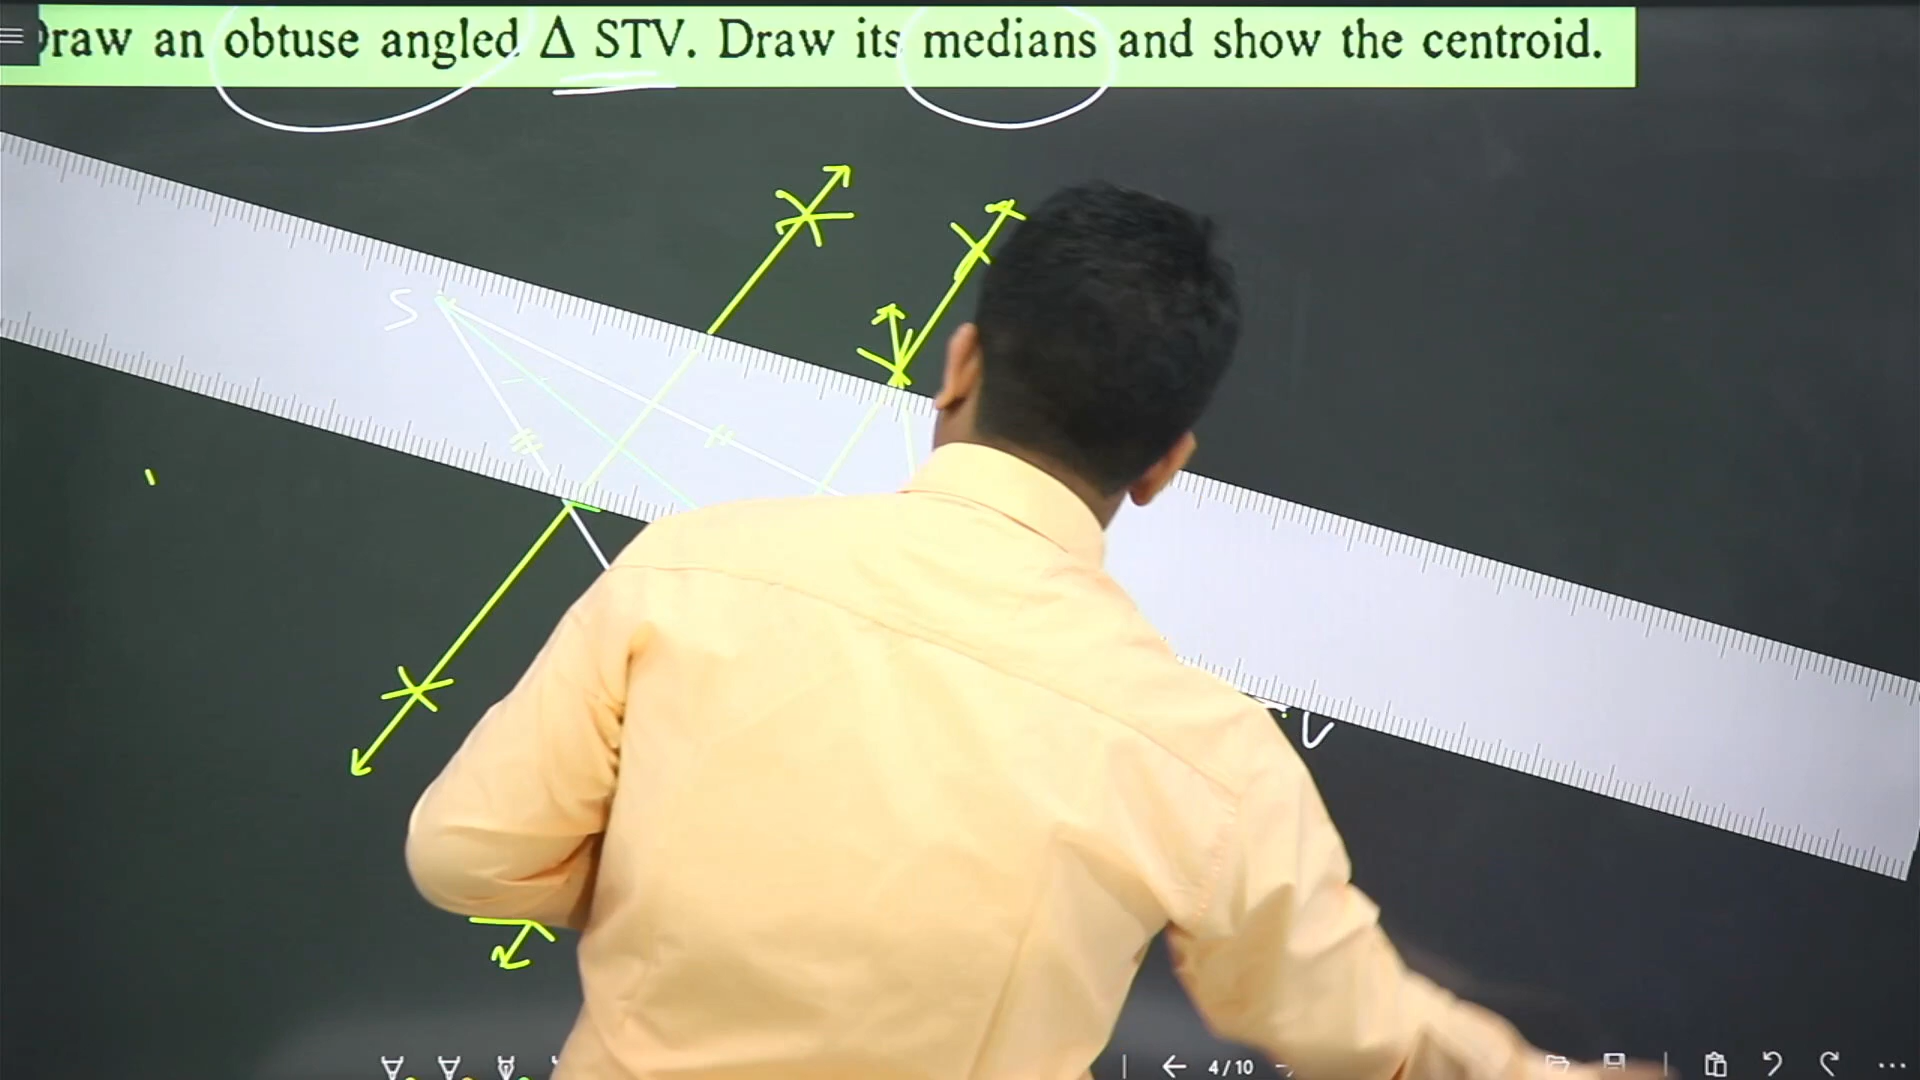 Draw an obtuse angled Δ STV. Draw its medians and show the centroid.
S
V
4/10